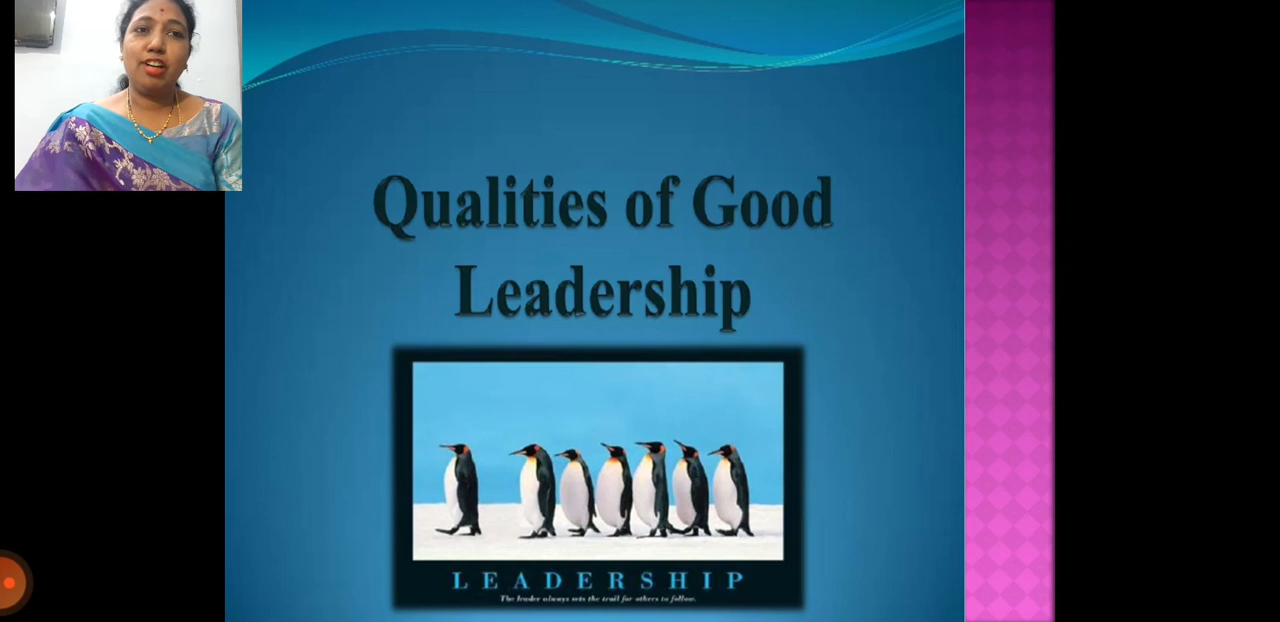 Qualities of Good
Leadership
LEADERSHIP
The leader always sets the trail for others to follow.